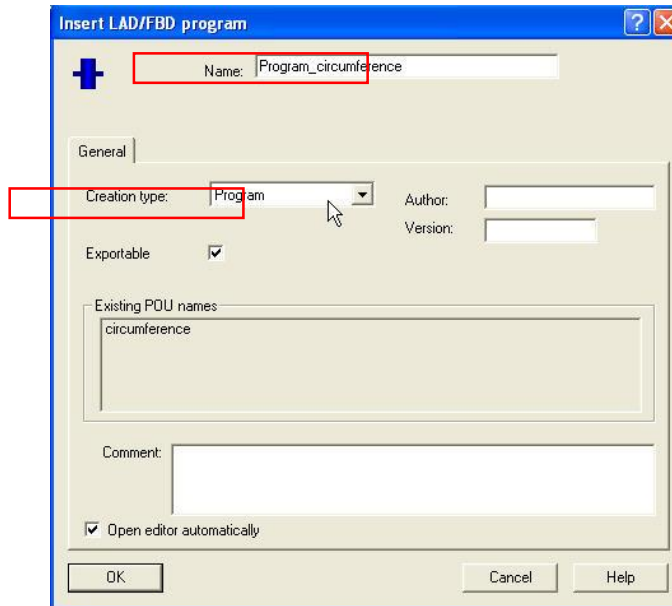 Insert LAD/FBD program
Name: Program_circumference
General
Creation type: Program
Author:
Version:
Exportable
Existing POU names
circumference
Comment:
Open editor automatically
OK Cancel Help